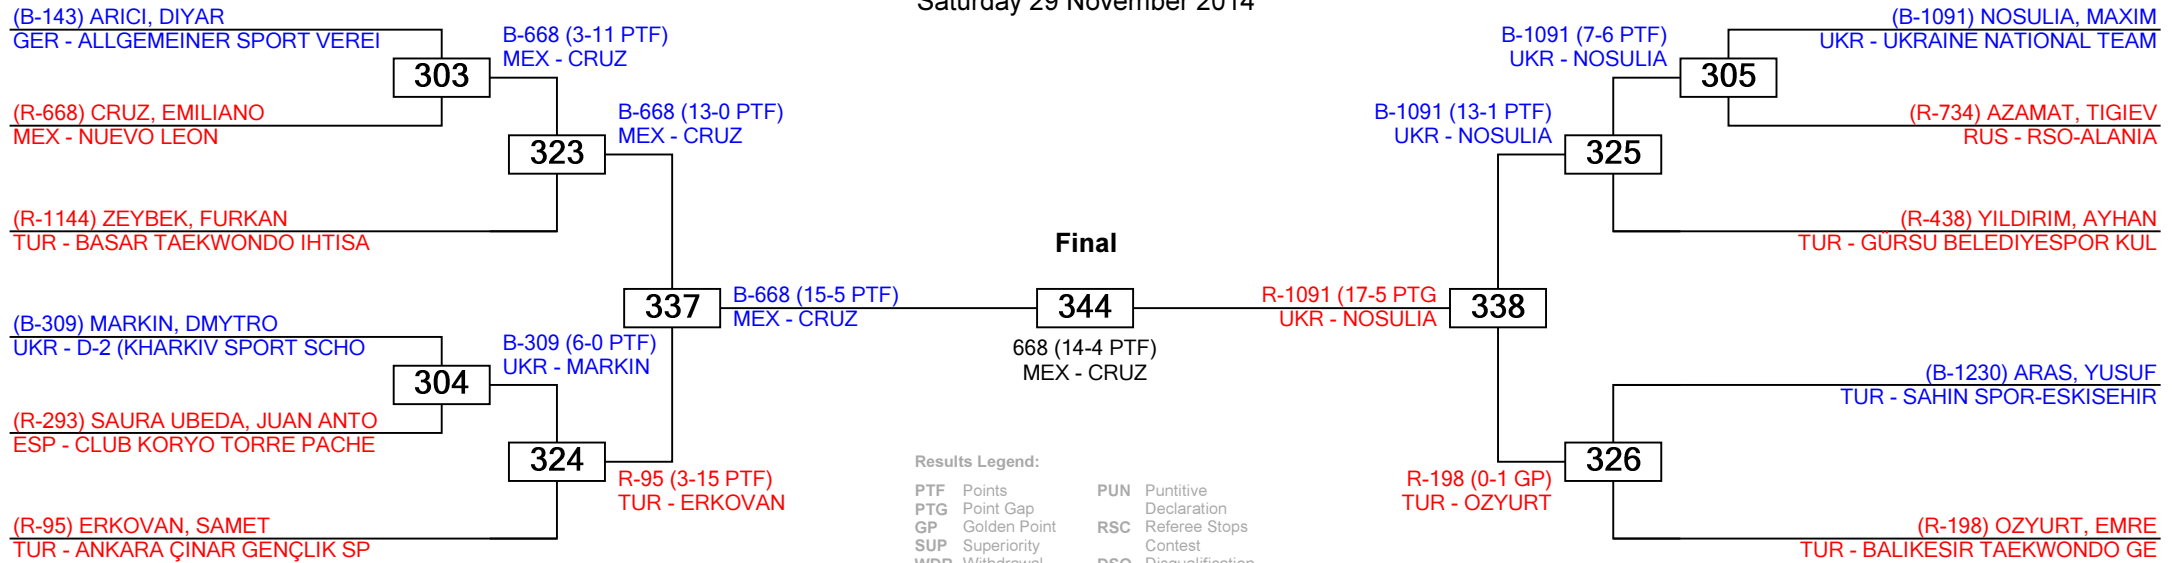 Saturday 29 November 2014
(B-143) ARICI, DIYAR
GER - ALLGEMEINER SPORT VEREI
303
(R-668) CRUZ, EMILIANO
MEX - NUEVO LEON
B-668 (3-11 PTF)
MEX - CRUZ
323
B-668 (13-0 PTF)
MEX - CRUZ
(R-1144) ZEYBEK, FURKAN
TUR - BASAR TAEKWONDO IHTISA
337
B-668 (15-5 PTF)
MEX - CRUZ
(B-309) MARKIN, DMYTRO
UKR - D-2 (KHARKIV SPORT SCHO
304
B-309 (6-0 PTF)
UKR - MARKIN
(R-293) SAURA UBEDA, JUAN ANTO
ESP - CLUB KORYO TORRE PACHE
324
R-95 (3-15 PTF)
TUR - ERKOVAN
(R-95) ERKOVAN, SAMET
TUR - ANKARA ÇINAR GENÇLIK SP
Final
344
668 (14-4 PTF)
MEX - CRUZ
B-1091 (7-6 PTF)
UKR - NOSULIA
305
(B-1091) NOSULIA, MAXIM
UKR - UKRAINE NATIONAL TEAM
(R-734) AZAMAT, TIGIEV
RUS - RSO-ALANIA
B-1091 (13-1 PTF)
UKR - NOSULIA
325
(R-438) YILDIRIM, AYHAN
TUR - GÜRSU BELEDIYESPOR KUL
R-1091 (17-5 PTG
UKR - NOSULIA
338
(B-1230) ARAS, YUSUF
TUR - SAHIN SPOR-ESKISEHIR
326
R-198 (0-1 GP)
TUR - OZYURT
(R-198) OZYURT, EMRE
TUR - BALIKESIR TAEKWONDO GE
Results Legend:
PTF Points
PTG Point Gap
GP Golden Point
SUP Superiority
WDR Withdrawal
PUN Puntitive
Declaration
RSC Referee Stops
Contest
DSQ Disqualification